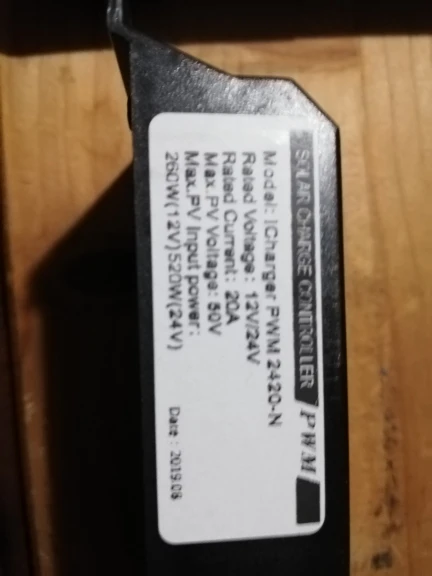 SOLAR CHARGE CONTROLLER PWM
Model: ICharger PWM 2420-N
Rated Voltage: 12V/24V
Rated Current: 20A
Max.PV Voltage: 50V
Max.PV Input power:
260W(12V)520W(24V)
Date: 2019.08